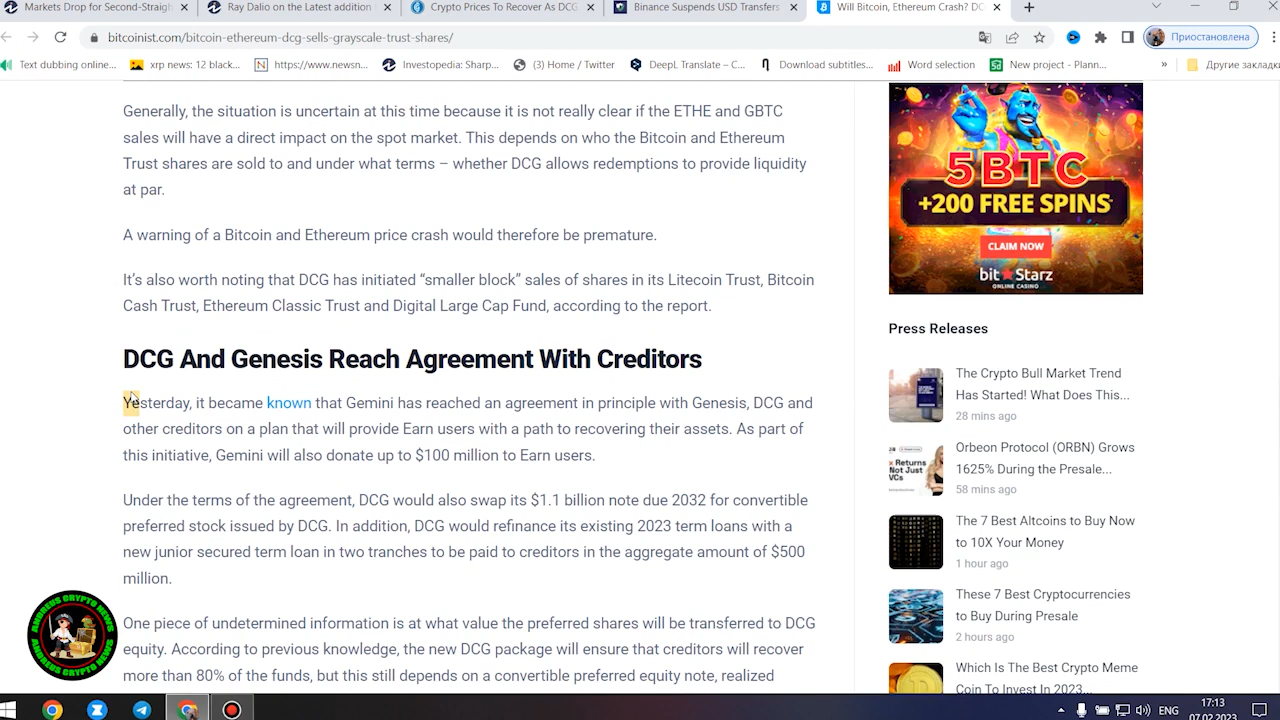 Markets Drop for Second-Straigh
Ray Dalio on the Latest addition
Crypto Prices To Recover As DCG
Binance Suspends USD Transfers
Will Bitcoin, Ethereum Crash? DC
bitcoinist.com/bitcoin-ethereum-dcg-sells-grayscale-trust-shares/
Приостановлена
Text dubbing online...
xrp news: 12 black...
https://www.newsn...
Investopedia: Sharp...
(3) Home / Twitter
DeepL Translate – C...
Download subtitles...
Word selection
New project - Plann...
»
Другие закладки
Generally, the situation is uncertain at this time because it is not really clear if the ETHE and GBTC
sales will have a direct impact on the spot market. This depends on who the Bitcoin and Ethereum
Trust shares are sold to and under what terms – whether DCG allows redemptions to provide liquidity
at par.
A warning of a Bitcoin and Ethereum price crash would therefore be premature.
It's also worth noting that DCG has initiated “smaller block” sales of shares in its Litecoin Trust, Bitcoin
Cash Trust, Ethereum Classic Trust and Digital Large Cap Fund, according to the report.
DCG And Genesis Reach Agreement With Creditors
Yesterday, it became known that Gemini has reached an agreement in principle with Genesis, DCG and
other creditors on a plan that will provide Earn users with a path to recovering their assets. As part of
this initiative, Gemini will also donate up to $100 million to Earn users.
Under the terms of the agreement, DCG would also swap its $1.1 billion note due 2032 for convertible
preferred stock issued by DCG. In addition, DCG would refinance its existing 2023 term loans with a
new junior secured term loan in two tranches to be paid to creditors in the aggregate amount of $500
million.
One piece of undetermined information is at what value the preferred shares will be transferred to DCG
equity. According to previous knowledge, the new DCG package will ensure that creditors will recover
more than 80% of the funds, but this still depends on a convertible preferred equity note, realized
5BTC
+200 FREE SPINS
CLAIM NOW
bitStarz
ONLINE CASINO
Press Releases
The Crypto Bull Market Trend
Has Started! What Does This...
28 mins ago
Orbeon Protocol (ORBN) Grows
1625% During the Presale...
58 mins ago
x Returns
Not Just
VCs
The 7 Best Altcoins to Buy Now
to 10X Your Money
1 hour ago
These 7 Best Cryptocurrencies
to Buy During Presale
2 hours ago
Which Is The Best Crypto Meme
Coin To Invest In 2023...
ANDREUS CRYPTO NEWS
ANDREUS CRYPTO NEWS
ENG
17:13
07.02.2023